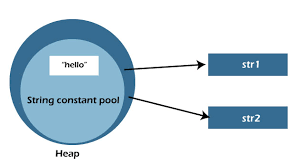 "hello"
str1
String constant pool
str2
Heap